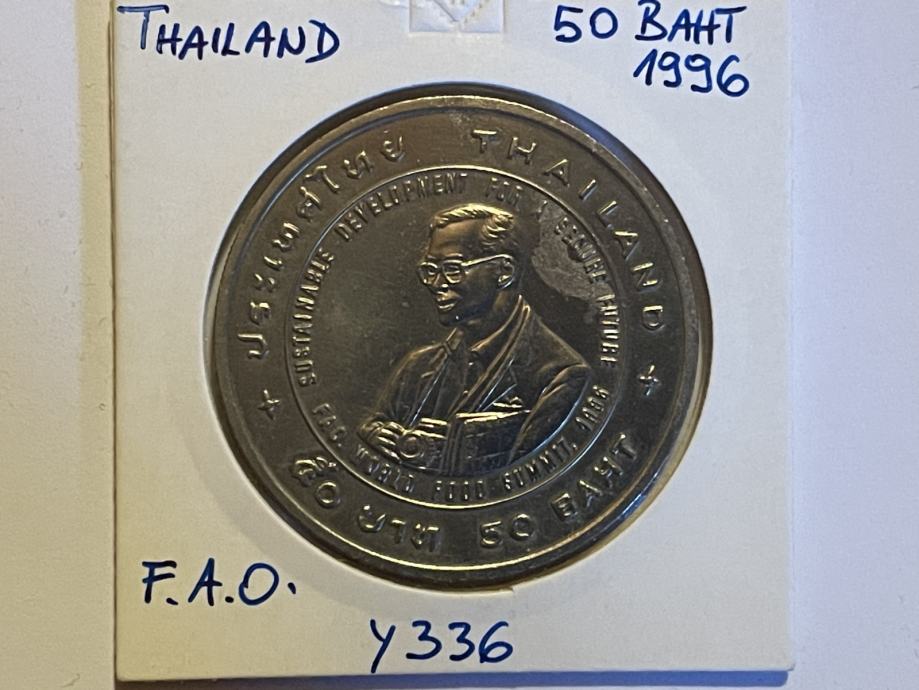 THAILAND
50 BAHT
1996
ประเทศไทย THAILAND
SUSTAINABLE DEVELOPMENT FOR A SECURE FUTURE
F.A.O. WORLD FOOD SUMMIT, 1996
๕๐ บาท 50 BAHT
F.A.O.
Y336